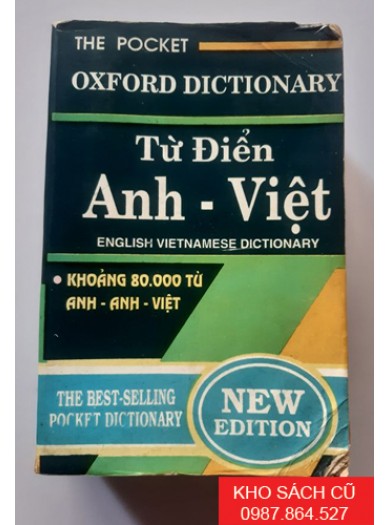 THE POCKET
OXFORD DICTIONARY
Từ Điển
Anh - Việt
ENGLISH VIETNAMESE DICTIONARY
• KHOẢNG 80.000 TỪ
ANH - ANH - VIỆT
THE BEST-SELLING
POCKET DICTIONARY
NEW
EDITION
KHO SÁCH CŨ
0987.864.527